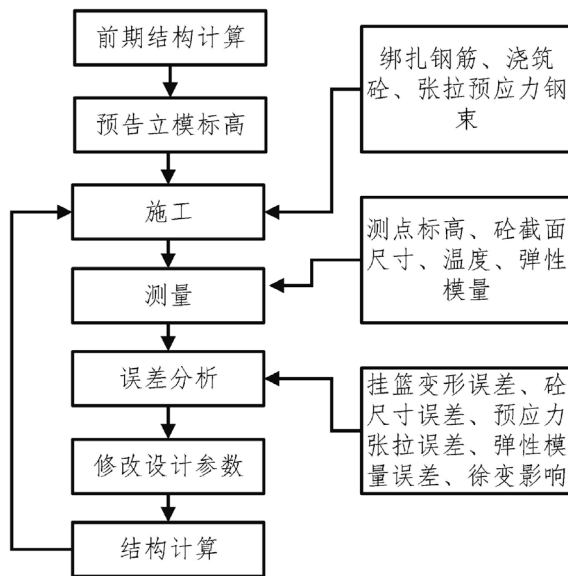 前期结构计算
预告立模标高
施工
测量
误差分析
修改设计参数
结构计算
绑扎钢筋、浇筑
砼、张拉预应力钢
束
测点标高、砼截面
尺寸、温度、弹性
模量
挂篮变形误差、砼
尺寸误差、预应力
张拉误差、弹性模
量误差、徐变影响